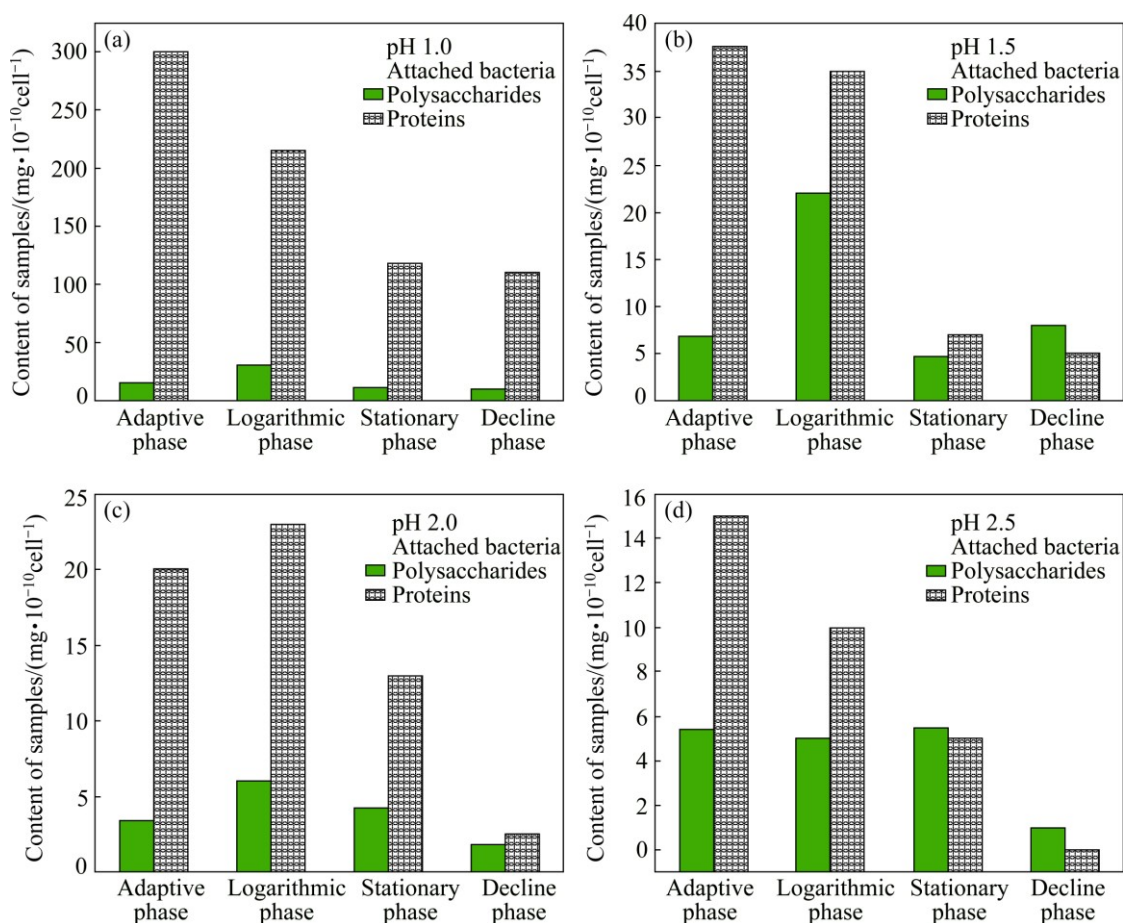 Content of samples/(mg•10⁻¹⁰cell⁻¹)
(a)
pH 1.0
Attached bacteria
Polysaccharides
Proteins
300
250
200
150
100
50
0
Adaptive phase
Logarithmic phase
Stationary phase
Decline phase
Content of samples/(mg•10⁻¹⁰cell⁻¹)
(b)
pH 1.5
Attached bacteria
Polysaccharides
Proteins
40
35
30
25
20
15
10
5
0
Adaptive phase
Logarithmic phase
Stationary phase
Decline phase
Content of samples/(mg•10⁻¹⁰cell⁻¹)
(c)
pH 2.0
Attached bacteria
Polysaccharides
Proteins
25
20
15
10
5
0
Adaptive phase
Logarithmic phase
Stationary phase
Decline phase
Content of samples/(mg•10⁻¹⁰cell⁻¹)
(d)
pH 2.5
Attached bacteria
Polysaccharides
Proteins
16
14
12
10
8
6
4
2
0
Adaptive phase
Logarithmic phase
Stationary phase
Decline phase